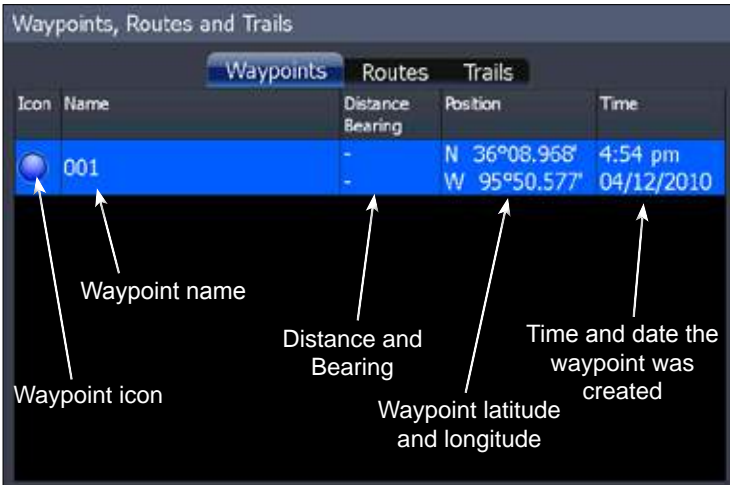 Waypoints, Routes and Trails
Waypoints Routes Trails
Icon Name Distance Bearing Position Time
001 - N 36°08.968' 4:54 pm
- W 95°50.577' 04/12/2010
Waypoint name
Distance and
Bearing
Time and date the
waypoint was
created
Waypoint icon
Waypoint latitude
and longitude